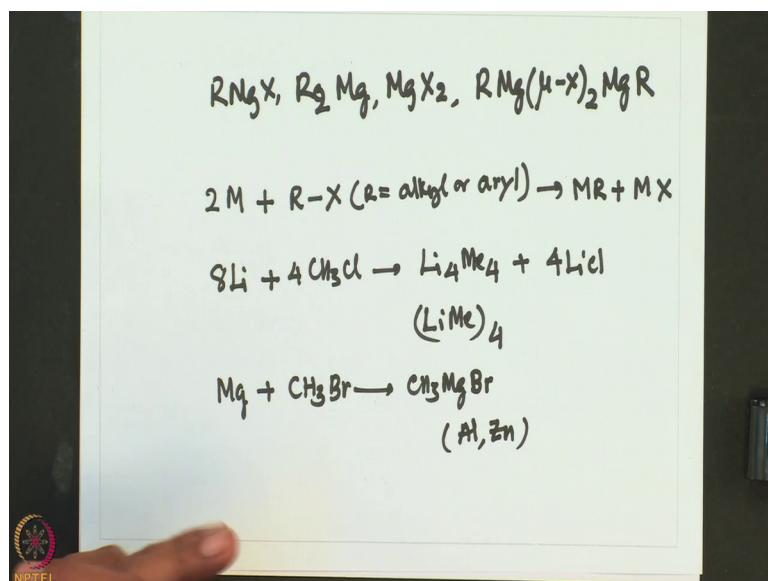 RMgX, R2Mg, MgX2, RMg(μ-X)2MgR
2M + R-X (R= alkyl or aryl) → MR + MX
8Li + 4CH3Cl → Li4Me4 + 4LiCl
(LiMe)4
Mg + CH3Br → CH3MgBr
(Al, Zn)
NPTEL